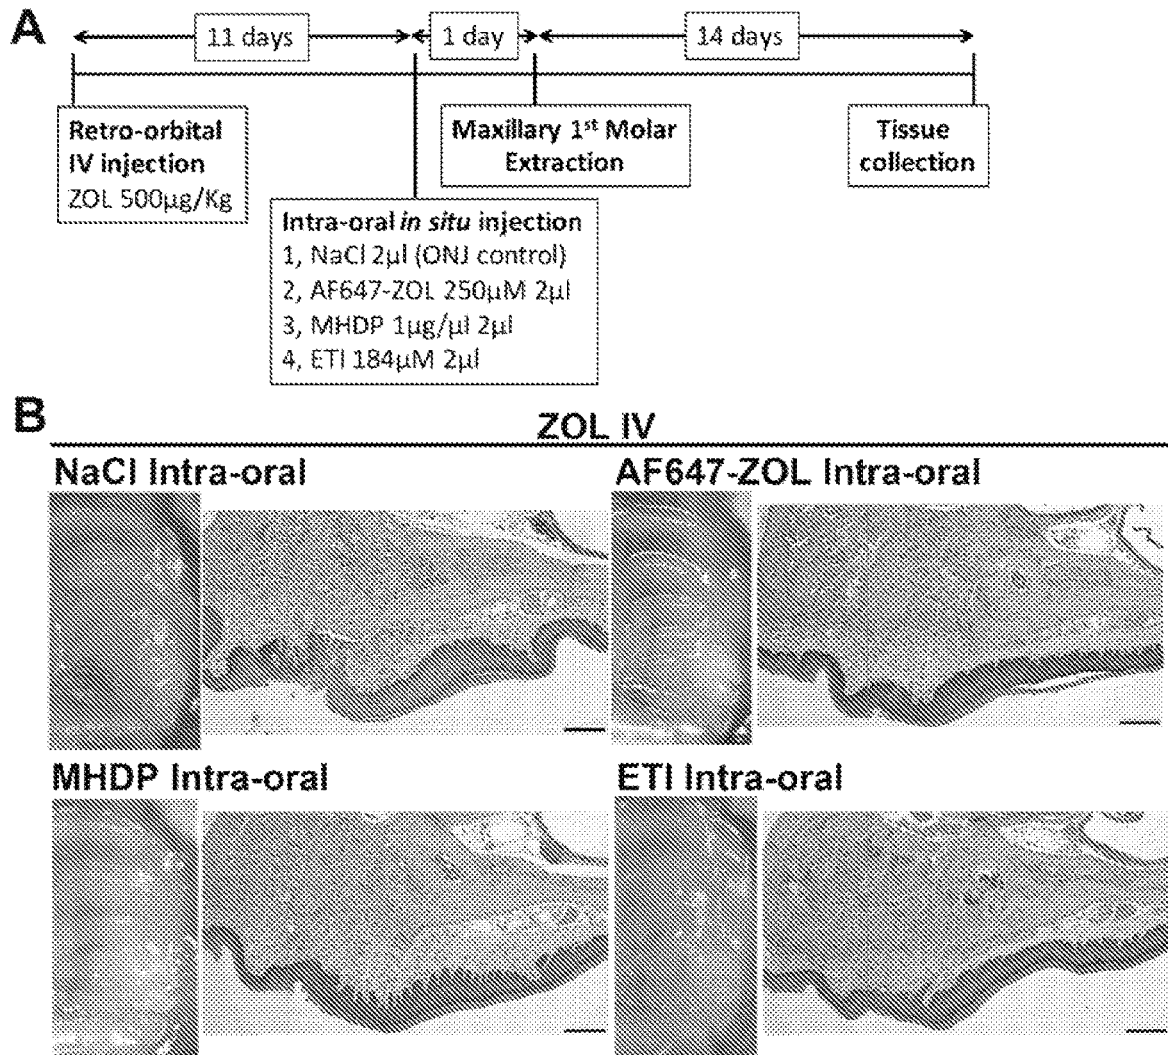 A
11 days
1 day
14 days
Retro-orbital
IV injection
ZOL 500µg/Kg
Maxillary 1st Molar
Extraction
Tissue
collection
Intra-oral in situ injection
1, NaCl 2µl (ONJ control)
2, AF647-ZOL 250µM 2µl
3, MHDP 1µg/µl 2µl
4, ETI 184µM 2µl
B
ZOL IV
NaCl Intra-oral
AF647-ZOL Intra-oral
MHDP Intra-oral
ETI Intra-oral